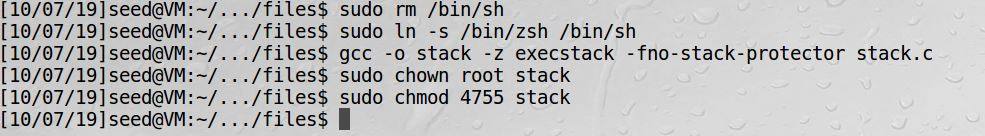 [10/07/19]seed@VM:~/.../files$ sudo rm /bin/sh
[10/07/19]seed@VM:~/.../files$ sudo ln -s /bin/zsh /bin/sh
[10/07/19]seed@VM:~/.../files$ gcc -o stack -z execstack -fno-stack-protector stack.c
[10/07/19]seed@VM:~/.../files$ sudo chown root stack
[10/07/19]seed@VM:~/.../files$ sudo chmod 4755 stack
[10/07/19]seed@VM:~/.../files$